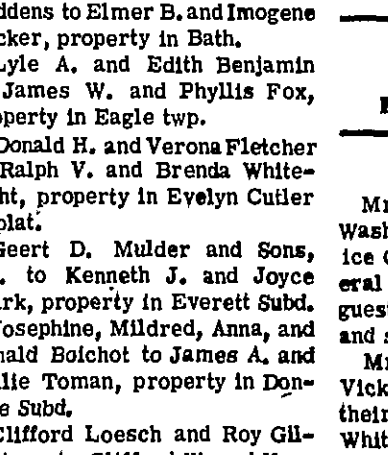 ddens to Elmer B. and Imogene
cker, property in Bath.
Lyle A. and Edith Benjamin
James W. and Phyllis Fox,
operty in Eagle twp.
Donald H. and Verona Fletcher
Ralph V. and Brenda White-
ht, property in Evelyn Cutler
plat.
Geert D. Mulder and Sons,
. to Kenneth J. and Joyce
ark, property in Everett Subd.
Josephine, Mildred, Anna, and
nald Boichot to James A. and
lie Toman, property in Don-
e Subd.
Clifford Loesch and Roy Gil-
Mr
Wash
ice C
eral
guest
and s
Mr
Vick
their
Whit